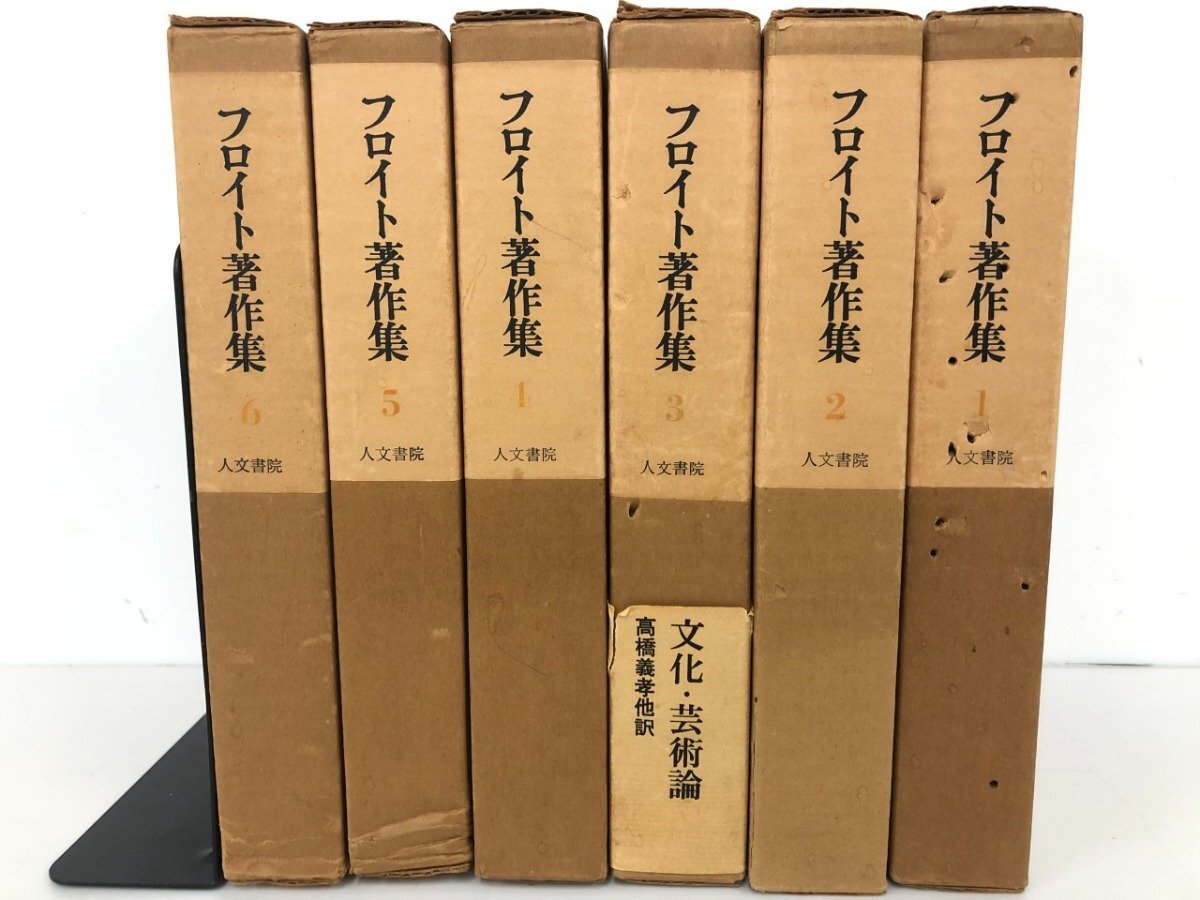 フロイト著作集
6
人文書院
フロイト著作集
5
人文書院
フロイト著作集
4
人文書院
フロイト著作集
3
人文書院
文化・芸術論
高橋義孝他訳
フロイト著作集
2
人文書院
フロイト著作集
1
人文書院